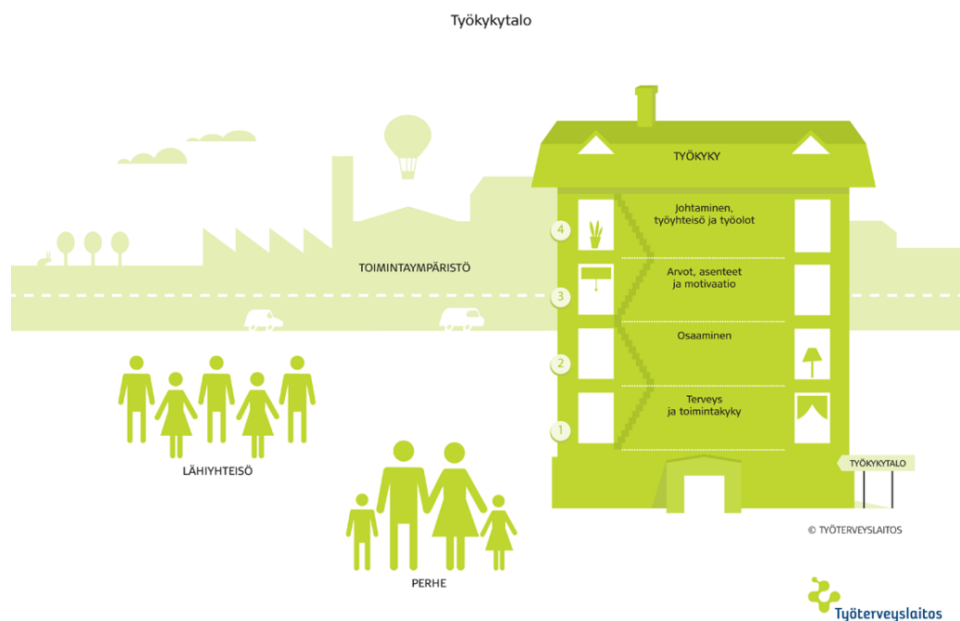 Työkykytalo
TYÖKYKY
4
Johtaminen,
työyhteisö ja työolot
TOIMINTAYMPÄRISTÖ
3
Arvot, asenteet
ja motivaatio
2
Osaaminen
1
Terveys
ja toimintakyky
LÄHIYHTEISÖ
TYÖKYKYTALO
© TYÖTERVEYSLAITOS
PERHE
Työterveyslaitos